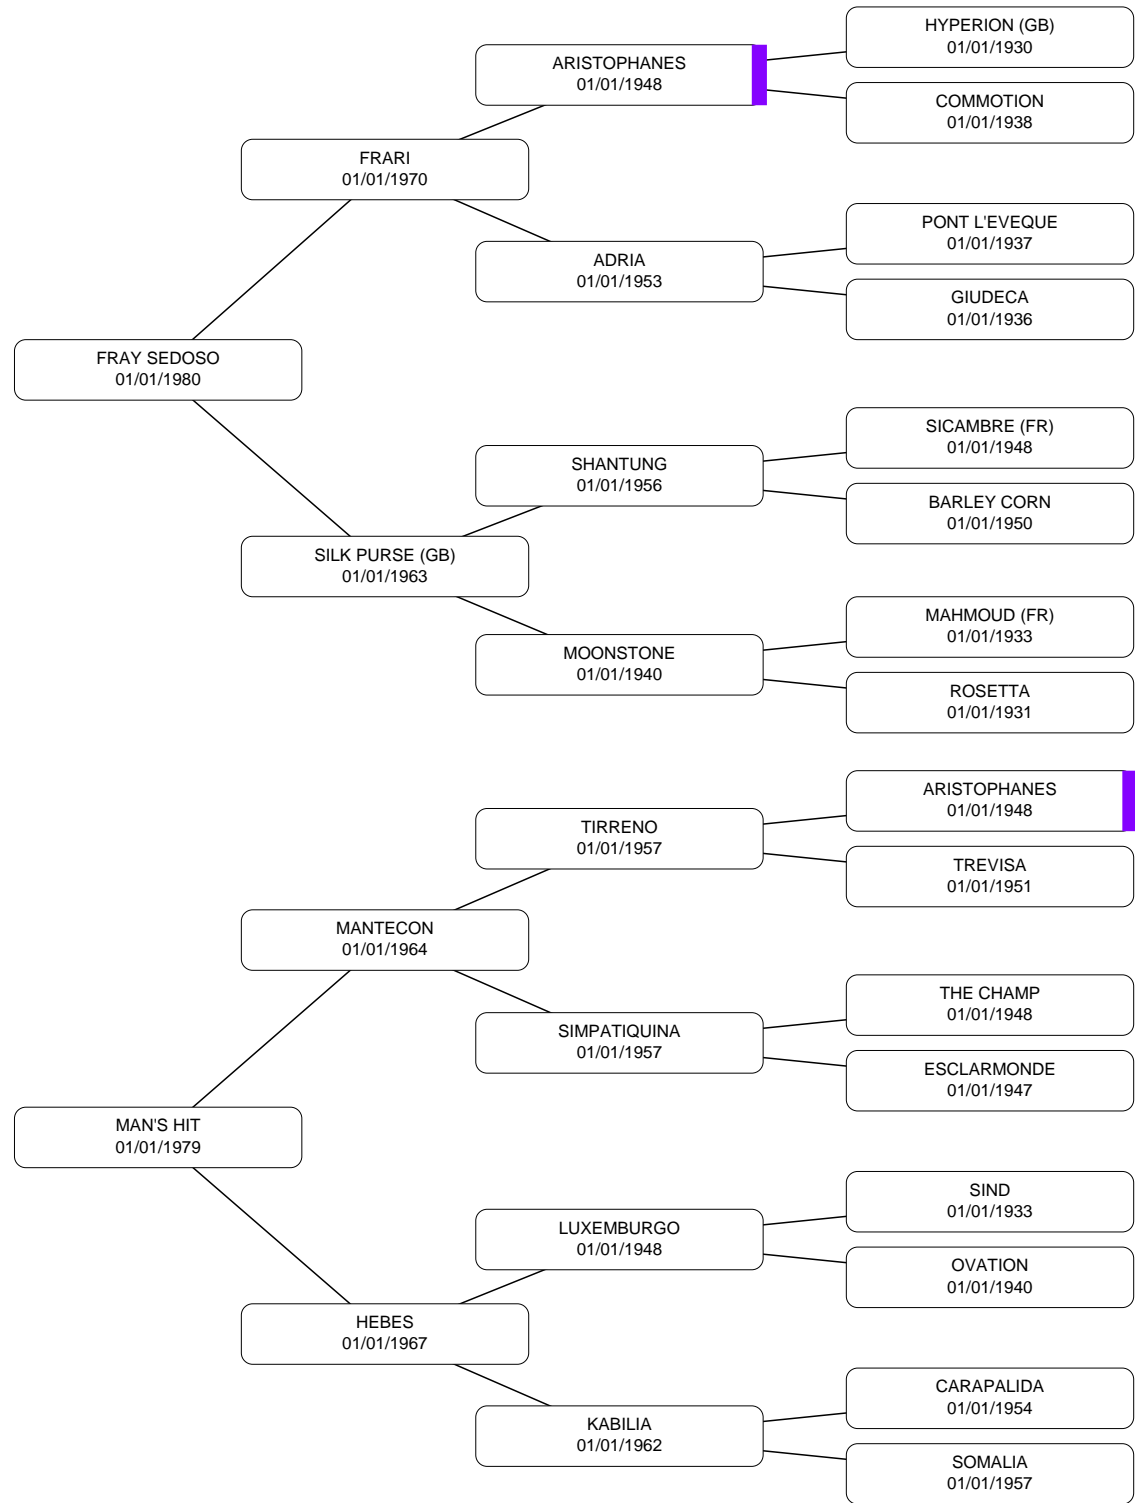 HYPERION (GB)
01/01/1930
ARISTOPHANES
01/01/1948
COMMOTION
01/01/1938
FRARI
01/01/1970
PONT L'EVEQUE
01/01/1937
ADRIA
01/01/1953
GIUDECA
01/01/1936
FRAY SEDOSO
01/01/1980
SICAMBRE (FR)
01/01/1948
SHANTUNG
01/01/1956
BARLEY CORN
01/01/1950
SILK PURSE (GB)
01/01/1963
MAHMOUD (FR)
01/01/1933
MOONSTONE
01/01/1940
ROSETTA
01/01/1931
ARISTOPHANES
01/01/1948
TIRRENO
01/01/1957
TREVISA
01/01/1951
MANTECON
01/01/1964
THE CHAMP
01/01/1948
SIMPATIQUINA
01/01/1957
ESCLARMONDE
01/01/1947
MAN'S HIT
01/01/1979
SIND
01/01/1933
LUXEMBURGO
01/01/1948
OVATION
01/01/1940
HEBES
01/01/1967
CARAPALIDA
01/01/1954
KABILIA
01/01/1962
SOMALIA
01/01/1957